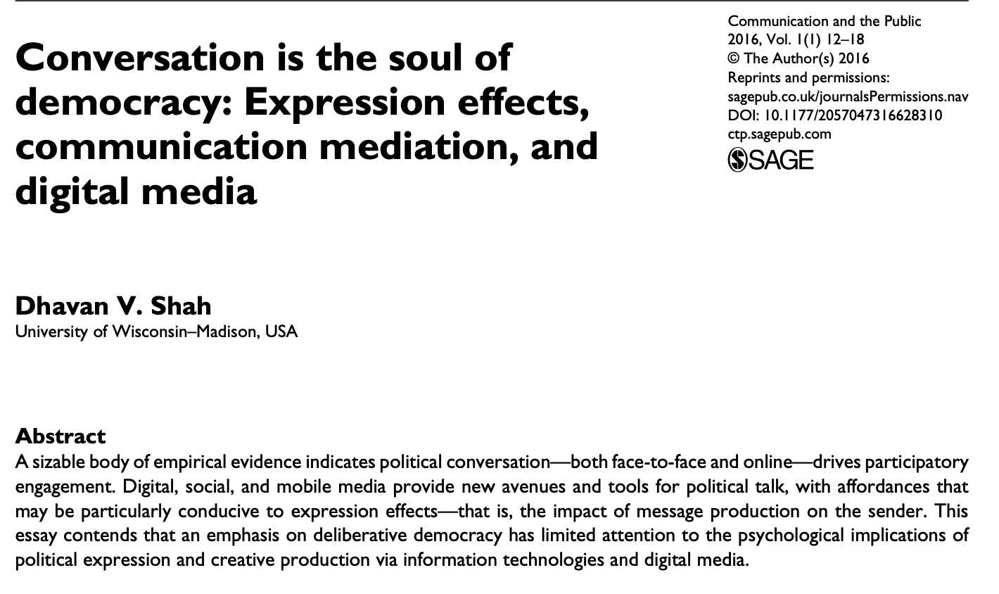 Communication and the Public
2016, Vol. 1(1) 12–18
© The Author(s) 2016
Reprints and permissions:
sagepub.co.uk/journalsPermissions.nav
DOI: 10.1177/2057047316628310
ctp.sagepub.com
SAGE
Conversation is the soul of
democracy: Expression effects,
communication mediation, and
digital media
Dhavan V. Shah
University of Wisconsin–Madison, USA
Abstract
A sizable body of empirical evidence indicates political conversation—both face-to-face and online—drives participatory
engagement. Digital, social, and mobile media provide new avenues and tools for political talk, with affordances that
may be particularly conducive to expression effects—that is, the impact of message production on the sender. This
essay contends that an emphasis on deliberative democracy has limited attention to the psychological implications of
political expression and creative production via information technologies and digital media.